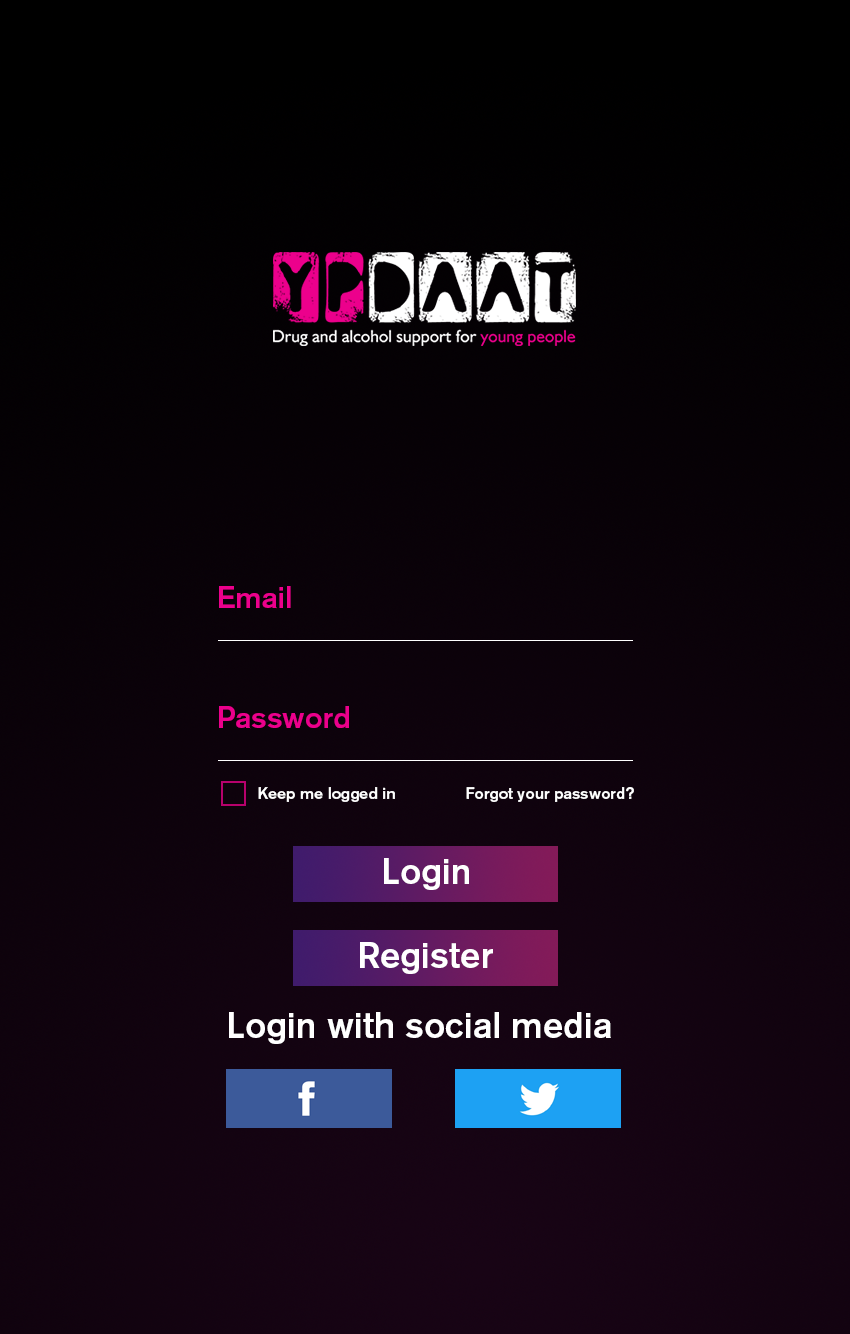 YPDAAT
Drug and alcohol support for young people
Email
Password
Keep me logged in Forgot your password?
Login
Register
Login with social media